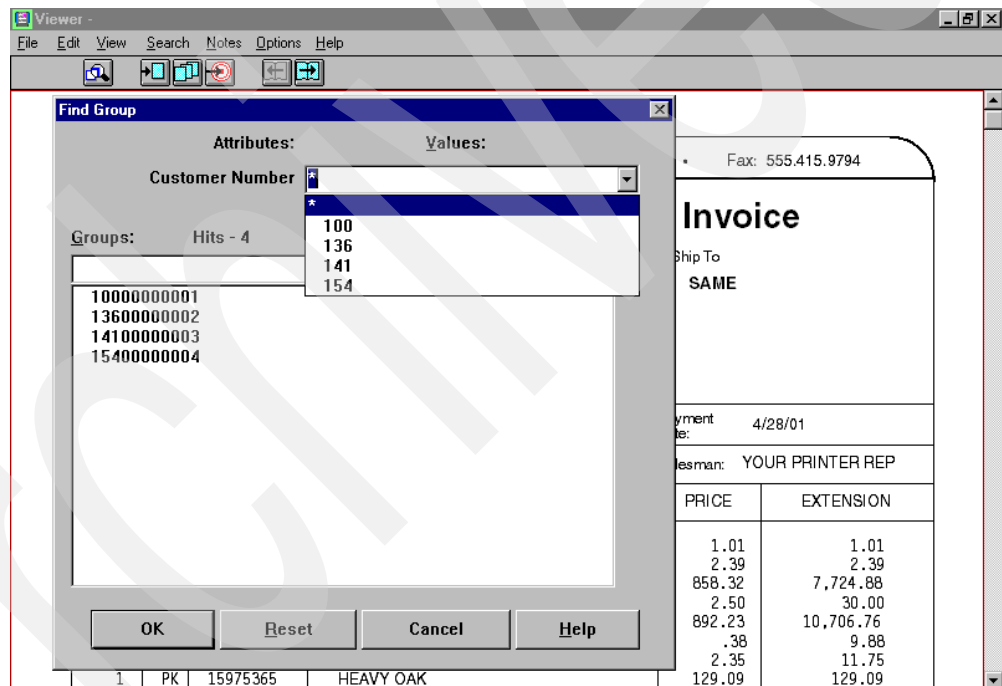 Viewer -
File Edit View Search Notes Options Help
Find Group
Attributes: Values:
Customer Number *
*
100
136
141
154
Groups: Hits - 4
10000000001
13600000002
14100000003
15400000004
OK Reset Cancel Help
Fax: 555.415.9794
Invoice
Ship To
SAME
4/28/01
YOUR PRINTER REP
PRICE EXTENSION
1.01 1.01
2.39 2.39
858.32 7,724.88
2.50 30.00
892.23 10,706.76
.38 9.88
2.35 11.75
1 PK 15975365 HEAVY OAK 129.09 129.09